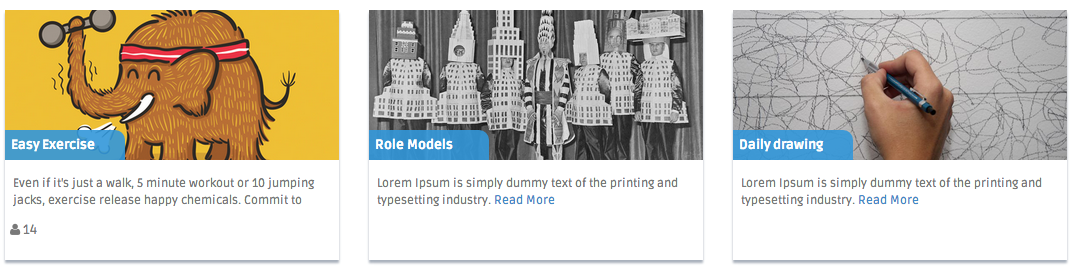 Easy Exercise
Even if it's just a walk, 5 minute workout or 10 jumping
jacks, exercise release happy chemicals. Commit to
14
Role Models
Lorem Ipsum is simply dummy text of the printing and
typesetting industry. Read More
Daily drawing
Lorem Ipsum is simply dummy text of the printing and
typesetting industry. Read More